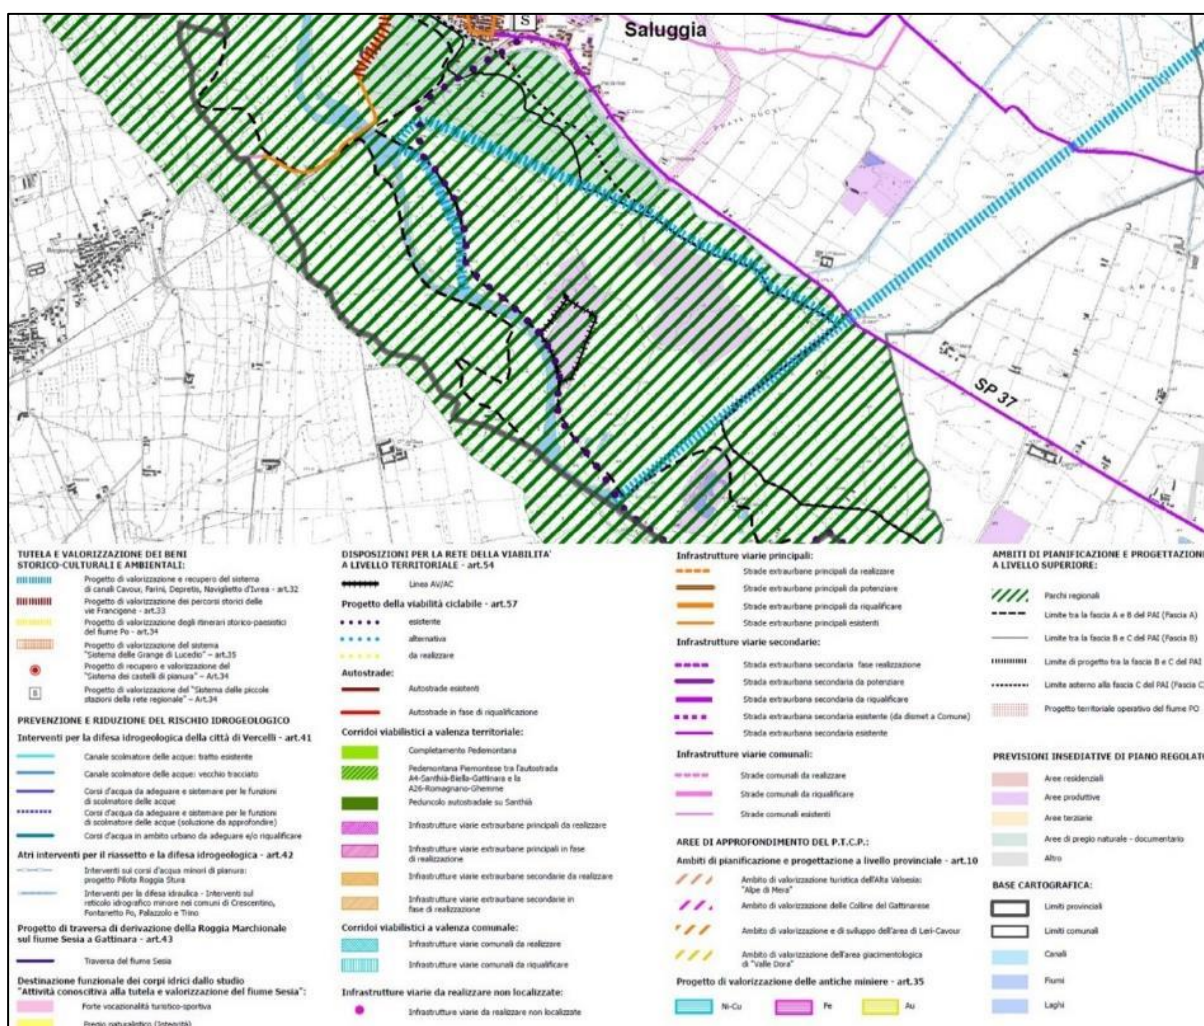 Saluggia
S
PRATI NUOVI
SP 37
TUTELA E VALORIZZAZIONE DEI BENI
STORICO-CULTURALI E AMBIENTALI:
Progetto di valorizzazione e recupero del sistema
di canali Cavour, Farini, Depretis, Naviglietto d'Ivrea - art.32
Progetto di valorizzazione dei percorsi storici delle
vie Francigene - art.33
Progetto di valorizzazione degli itinerari storico-paesistici
del fiume Po - art.34
Progetto di valorizzazione del sistema
"Sistema delle Grange di Lucedio" – art.35
Progetto di recupero e valorizzazione del
"Sistema dei castelli di pianura" - Art.34
S
Progetto di valorizzazione del "Sistema delle piccole
stazioni della rete regionale" – Art.34
PREVENZIONE E RIDUZIONE DEL RISCHIO IDROGEOLOGICO
Interventi per la difesa idrogeologica della città di Vercelli - art.41
Canale scolmatore delle acque: tratto esistente
Canale scolmatore delle acque: vecchio tracciato
Corsi d'acqua da adeguare e sistemare per le funzioni
di scolmatore delle acque
Corsi d'acqua da adeguare e sistemare per le funzioni
di scolmatore delle acque (soluzione da approfondire)
Corsi d'acqua in ambito urbano da adeguare e/o riqualificare
Atri interventi per il riassetto e la difesa idrogeologica - art.42
Interventi sui corsi d'acqua minori di pianura:
progetto Pilota Roggia Stura
Interventi per la difesa idraulica - Interventi sul
reticolo idrografico minore nei comuni di Crescentino,
Fontanetto Po, Palazzolo e Trino
Progetto di traversa di derivazione della Roggia Marchionale
sul fiume Sesia a Gattinara - art.43
Traversa del fiume Sesia
Destinazione funzionale dei corpi idrici dallo studio
"Attività conoscitiva alla tutela e valorizzazione del fiume Sesia":
Forte vocazionalità turistico-sportiva
Pregio naturalistico (Integrità)
DISPOSIZIONI PER LA RETE DELLA VIABILITA'
A LIVELLO TERRITORIALE - art.54
Linea AV/AC
Progetto della viabilità ciclabile - art.57
esistente
alternativa
da realizzare
Autostrade:
Autostrade esistenti
Autostrade in fase di riqualificazione
Corridoi viabilistici a valenza territoriale:
Completamento Pedemontana
Pedemontana Piemontese tra l'autostrada
A4-Santhià-Biella-Gattinara e la
A26-Romagnano-Ghemme
Peduncolo autostradale su Santhià
Infrastrutture viarie extraurbane principali da realizzare
Infrastrutture viarie extraurbane principali in fase
di realizzazione
Infrastrutture viarie extraurbane secondarie da realizzare
Infrastrutture viarie extraurbane secondarie in
fase di realizzazione
Corridoi viabilistici a valenza comunale:
Infrastrutture viarie comunali da realizzare
Infrastrutture viarie comunali da riqualificare
Infrastrutture viarie da realizzare non localizzate:
Infrastrutture viarie da realizzare non localizzate
Infrastrutture viarie principali:
Strade extraurbane principali da realizzare
Strade extraurbane principali da potenziare
Strade extraurbane principali da riqualificare
Strade extraurbane principali esistenti
Infrastrutture viarie secondarie:
Strada extraurbana secondaria fase realizzazione
Strada extraurbana secondaria da potenziare
Strada extraurbana secondaria da riqualificare
Strada extraurbana secondaria esistente (da dismet a Comune)
Strada extraurbana secondaria esistente
Infrastrutture viarie comunali:
Strade comunali da realizzare
Strade comunali da riqualificare
Strade comunali esistenti
AREE DI APPROFONDIMENTO DEL P.T.C.P.:
Ambiti di pianificazione e progettazione a livello provinciale - art.10
Ambito di valorizzazione turistica dell'Alta Valsesia:
"Alpe di Mera"
Ambito di valorizzazione delle Colline del Gattinarese
Ambito di valorizzazione e di sviluppo dell'area di Leri-Cavour
Ambito di valorizzazione dell'area giacimentologica
di "Valle Dora"
Progetto di valorizzazione delle antiche miniere - art.35
Ni-Cu
Fe
Au
AMBITI DI PIANIFICAZIONE E PROGETTAZIONE
A LIVELLO SUPERIORE:
Parchi regionali
Limite tra la fascia A e B del PAI (Fascia A)
Limite tra la fascia B e C del PAI (Fascia B)
Limite di progetto tra la fascia B e C del PAI
Limite esterno alla fascia C del PAI (Fascia C)
Progetto territoriale operativo del fiume PO
PREVISIONI INSEDIATIVE DI PIANO REGOLATO
Aree residenziali
Aree produttive
Aree terziarie
Aree di pregio naturale - documentario
Altro
BASE CARTOGRAFICA:
Limiti provinciali
Limiti comunali
Canali
Fiumi
Laghi